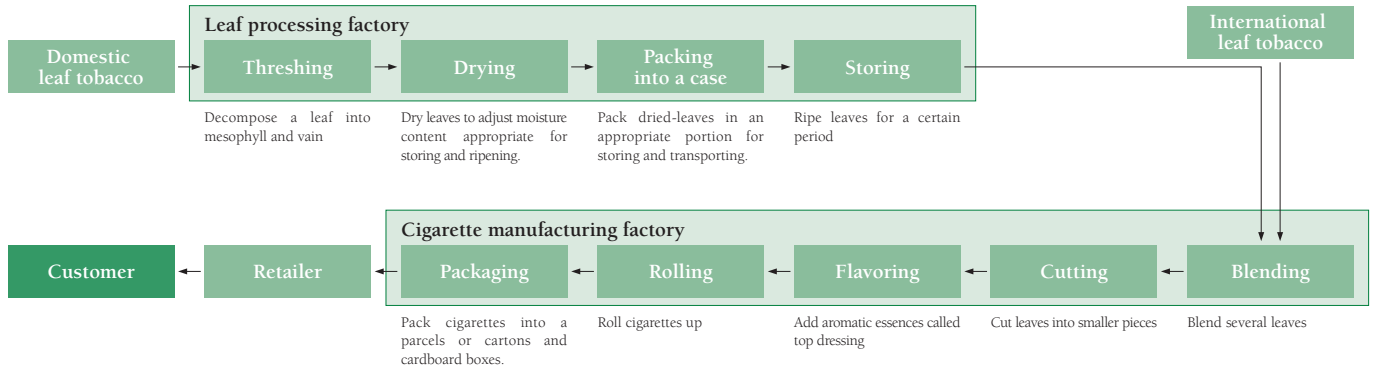 Leaf processing factory
Domestic
leaf tobacco
Threshing
Drying
Packing
into a case
Storing
International
leaf tobacco
Decompose a leaf into
mesophyll and vain
Dry leaves to adjust moisture
content appropriate for
storing and ripening.
Pack dried-leaves in an
appropriate portion for
storing and transporting.
Ripe leaves for a certain
period
Cigarette manufacturing factory
Customer
Retailer
Packaging
Rolling
Flavoring
Cutting
Blending
Pack cigarettes into a
parcels or cartons and
cardboard boxes.
Roll cigarettes up
Add aromatic essences called
top dressing
Cut leaves into smaller pieces
Blend several leaves